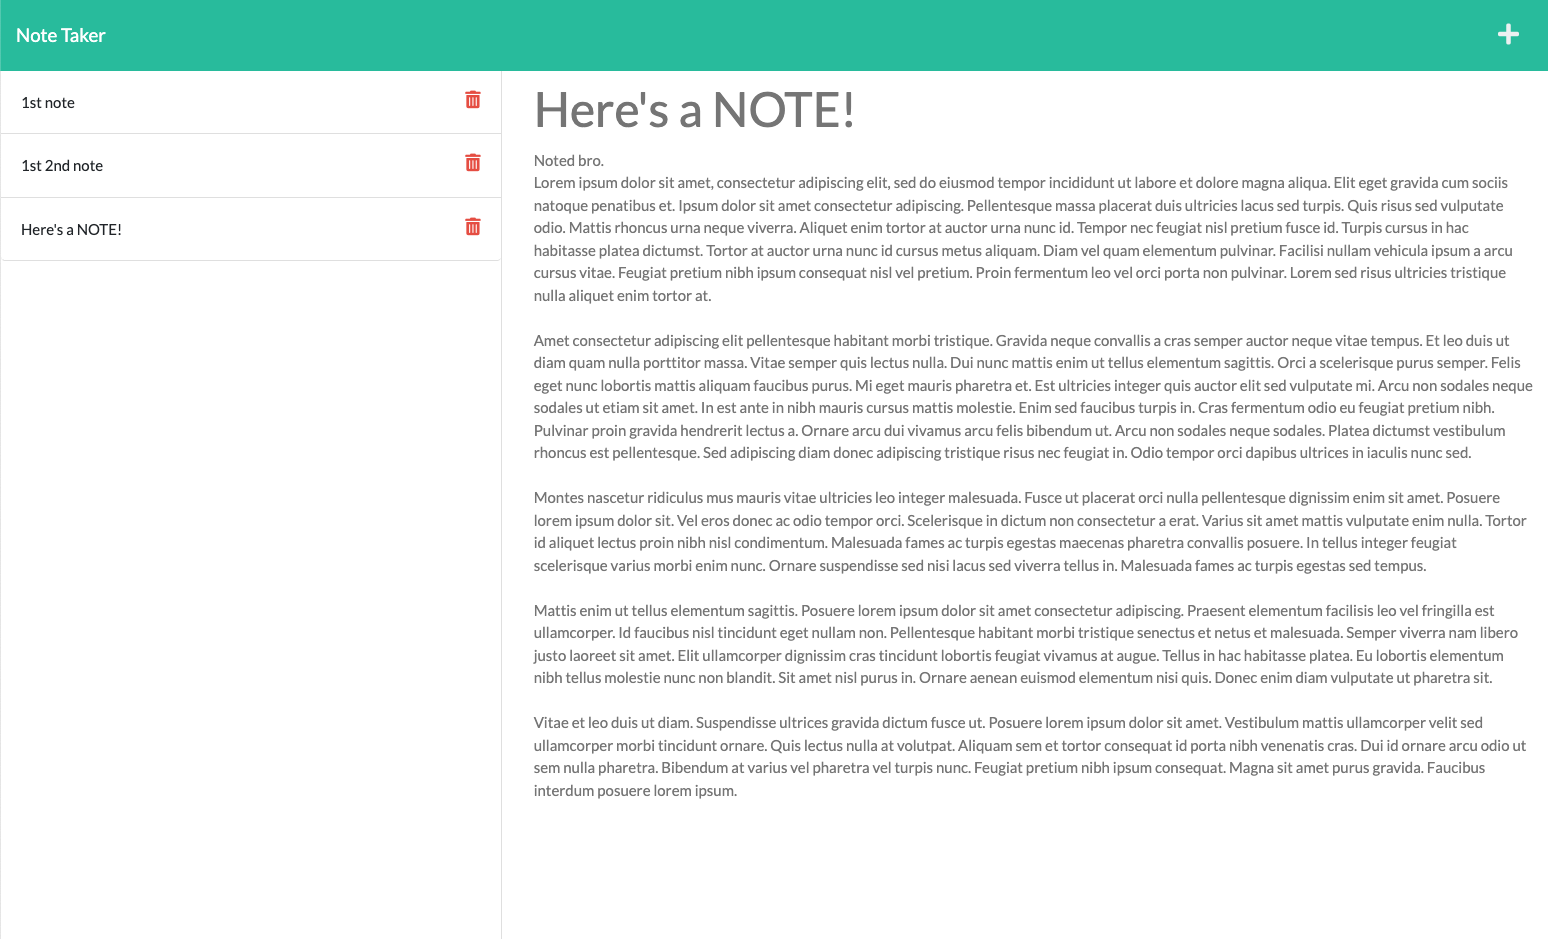 Note Taker
1st note
1st 2nd note
Here's a NOTE!
Here's a NOTE!
Noted bro.
Lorem ipsum dolor sit amet, consectetur adipiscing elit, sed do eiusmod tempor incididunt ut labore et dolore magna aliqua. Elit eget gravida cum sociis
natoque penatibus et. Ipsum dolor sit amet consectetur adipiscing. Pellentesque massa placerat duis ultricies lacus sed turpis. Quis risus sed vulputate
odio. Mattis rhoncus urna neque viverra. Aliquet enim tortor at auctor urna nunc id. Tempor nec feugiat nisl pretium fusce id. Turpis cursus in hac
habitasse platea dictumst. Tortor at auctor urna nunc id cursus metus aliquam. Diam vel quam elementum pulvinar. Facilisi nullam vehicula ipsum a arcu
cursus vitae. Feugiat pretium nibh ipsum consequat nisl vel pretium. Proin fermentum leo vel orci porta non pulvinar. Lorem sed risus ultricies tristique
nulla aliquet enim tortor at.
Amet consectetur adipiscing elit pellentesque habitant morbi tristique. Gravida neque convallis a cras semper auctor neque vitae tempus. Et leo duis ut
diam quam nulla porttitor massa. Vitae semper quis lectus nulla. Dui nunc mattis enim ut tellus elementum sagittis. Orci a scelerisque purus semper. Felis
eget nunc lobortis mattis aliquam faucibus purus. Mi eget mauris pharetra et. Est ultricies integer quis auctor elit sed vulputate mi. Arcu non sodales neque
sodales ut etiam sit amet. In est ante in nibh mauris cursus mattis molestie. Enim sed faucibus turpis in. Cras fermentum odio eu feugiat pretium nibh.
Pulvinar proin gravida hendrerit lectus a. Ornare arcu dui vivamus arcu felis bibendum ut. Arcu non sodales neque sodales. Platea dictumst vestibulum
rhoncus est pellentesque. Sed adipiscing diam donec adipiscing tristique risus nec feugiat in. Odio tempor orci dapibus ultrices in iaculis nunc sed.
Montes nascetur ridiculus mus mauris vitae ultricies leo integer malesuada. Fusce ut placerat orci nulla pellentesque dignissim enim sit amet. Posuere
lorem ipsum dolor sit. Vel eros donec ac odio tempor orci. Scelerisque in dictum non consectetur a erat. Varius sit amet mattis vulputate enim nulla. Tortor
id aliquet lectus proin nibh nisl condimentum. Malesuada fames ac turpis egestas maecenas pharetra convallis posuere. In tellus integer feugiat
scelerisque varius morbi enim nunc. Ornare suspendisse sed nisi lacus sed viverra tellus in. Malesuada fames ac turpis egestas sed tempus.
Mattis enim ut tellus elementum sagittis. Posuere lorem ipsum dolor sit amet consectetur adipiscing. Praesent elementum facilisis leo vel fringilla est
ullamcorper. Id faucibus nisl tincidunt eget nullam non. Pellentesque habitant morbi tristique senectus et netus et malesuada. Semper viverra nam libero
justo laoreet sit amet. Elit ullamcorper dignissim cras tincidunt lobortis feugiat vivamus at augue. Tellus in hac habitasse platea. Eu lobortis elementum
nibh tellus molestie nunc non blandit. Sit amet nisl purus in. Ornare aenean euismod elementum nisi quis. Donec enim diam vulputate ut pharetra sit.
Vitae et leo duis ut diam. Suspendisse ultrices gravida dictum fusce ut. Posuere lorem ipsum dolor sit amet. Vestibulum mattis ullamcorper velit sed
ullamcorper morbi tincidunt ornare. Quis lectus nulla at volutpat. Aliquam sem et tortor consequat id porta nibh venenatis cras. Dui id ornare arcu odio ut
sem nulla pharetra. Bibendum at varius vel pharetra vel turpis nunc. Feugiat pretium nibh ipsum consequat. Magna sit amet purus gravida. Faucibus
interdum posuere lorem ipsum.